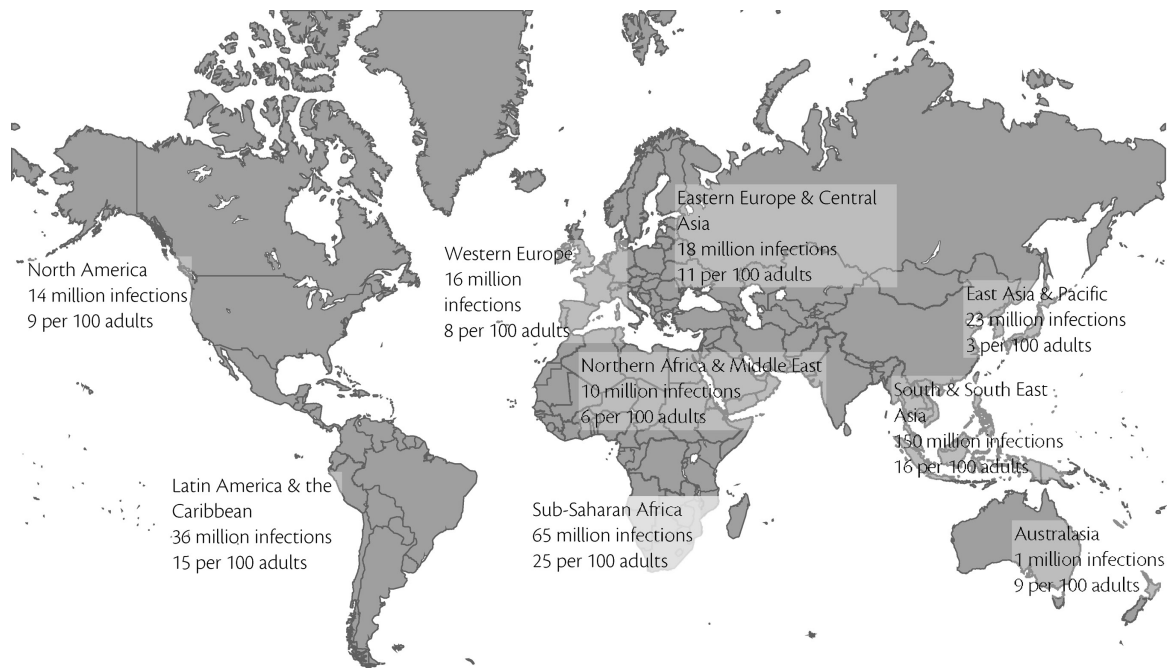 North America
14 million infections
9 per 100 adults
Western Europe
16 million
infections
8 per 100 adults
Eastern Europe & Central
Asia
18 million infections
11 per 100 adults
East Asia & Pacific
23 million infections
3 per 100 adults
Northern Africa & Middle East
10 million infections
6 per 100 adults
South & South East
Asia
150 million infections
16 per 100 adults
Latin America & the
Caribbean
36 million infections
15 per 100 adults
Sub-Saharan Africa
65 million infections
25 per 100 adults
Australasia
1 million infections
9 per 100 adults